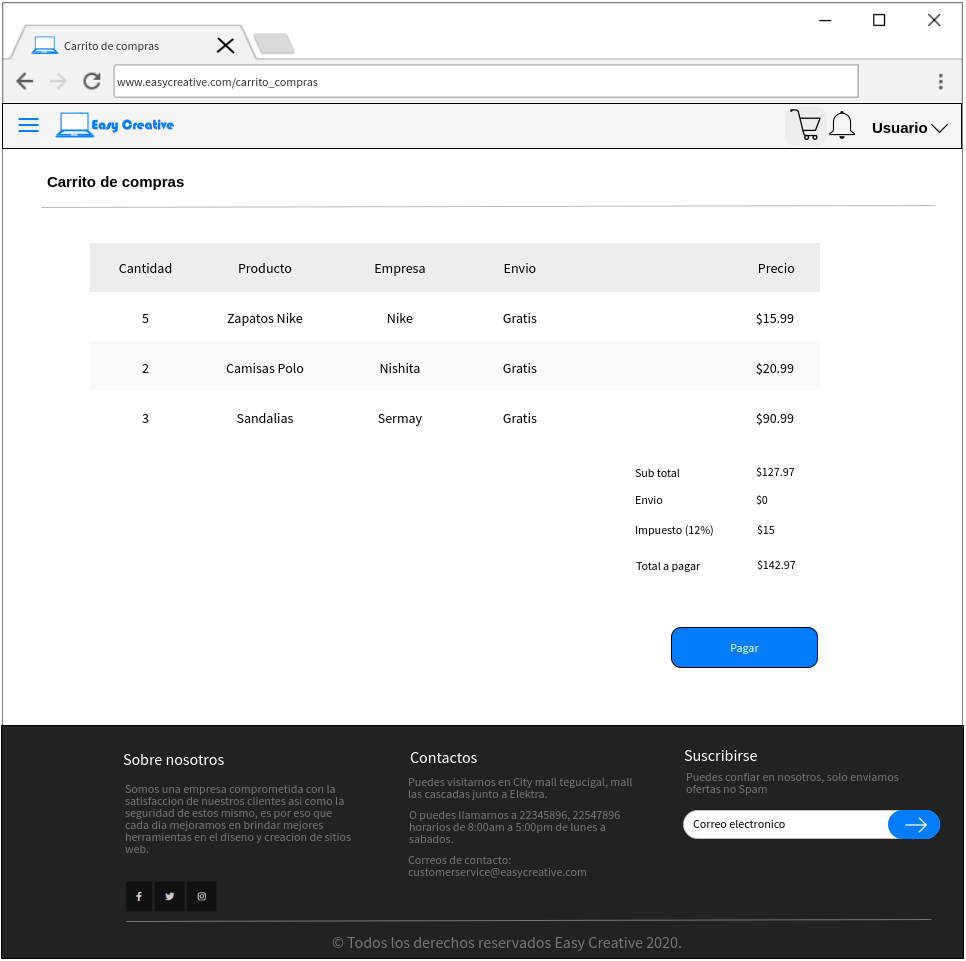 Carrito de compras
www.easycreative.com/carrito_compras
Easy Creative
Usuario
Carrito de compras
Cantidad Producto Empresa Envio Precio
5 Zapatos Nike Nike Gratis $15.99
2 Camisas Polo Nishita Gratis $20.99
3 Sandalias Sermay Gratis $90.99
Sub total $127.97
Envio $0
Impuesto (12%) $15
Total a pagar $142.97
Pagar
Sobre nosotros
Somos una empresa comprometida con la
satisfaccion de nuestros clientes asi como la
seguridad de estos mismo, es por eso que
cada dia mejoramos en brindar mejores
herramientas en el diseno y creacion de sitios
web.
Contactos
Puedes visitarnos en City mall tegucigal, mall
las cascadas junto a Elektra.
O puedes llamarnos a 22345896, 22547896
horarios de 8:00am a 5:00pm de lunes a
sabados.
Correos de contacto:
customerservice@easycreative.com
Suscribirse
Puedes confiar en nosotros, solo enviamos
ofertas no Spam
Correo electronico
© Todos los derechos reservados Easy Creative 2020.